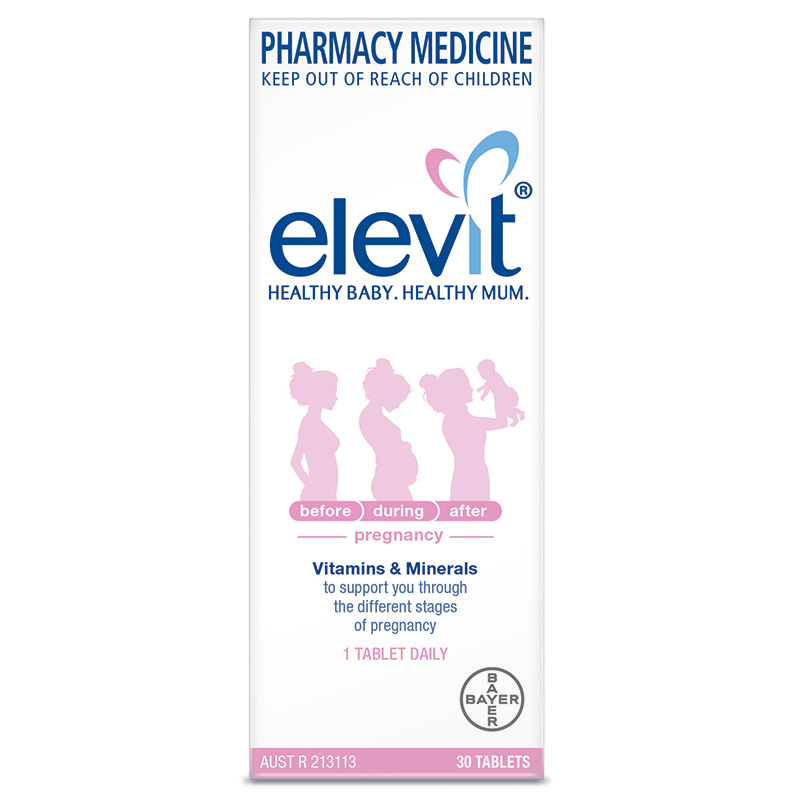 PHARMACY MEDICINE
KEEP OUT OF REACH OF CHILDREN
elevit®
HEALTHY BABY. HEALTHY MUM.
before during after
pregnancy
Vitamins & Minerals
to support you through
the different stages
of pregnancy
1 TABLET DAILY
BAYER
BAYER
AUST R 213113 30 TABLETS